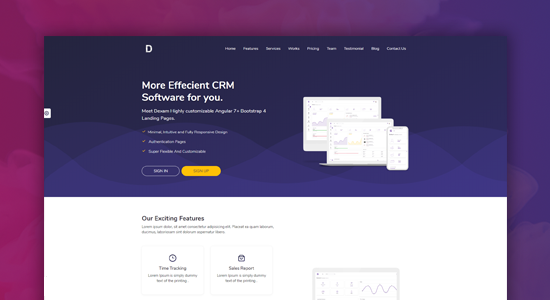 D
Home Features Services Works Pricing Team Testimonial Blog Contact Us
More Effecient CRM
Software for you.
Meet Dexem Highly customizable Angular 7+ Bootstrap 4
Landing Pages.
Minimal, Intuitive and Fully Responsive Design
Authentication Pages
Super Flexible And Customizable
SIGN IN SIGN UP
Our Exciting Features
Lorem ipsum dolor, sit amet consectetur adipisicing elit. Placeat ea quam laborum,
ducimus, laboriosam sint dolorum aspernatur libero.
Time Tracking Sales Report
Lorem Ipsum is simply dummy Lorem Ipsum is simply dummy
text of the printing.. text of the printing..